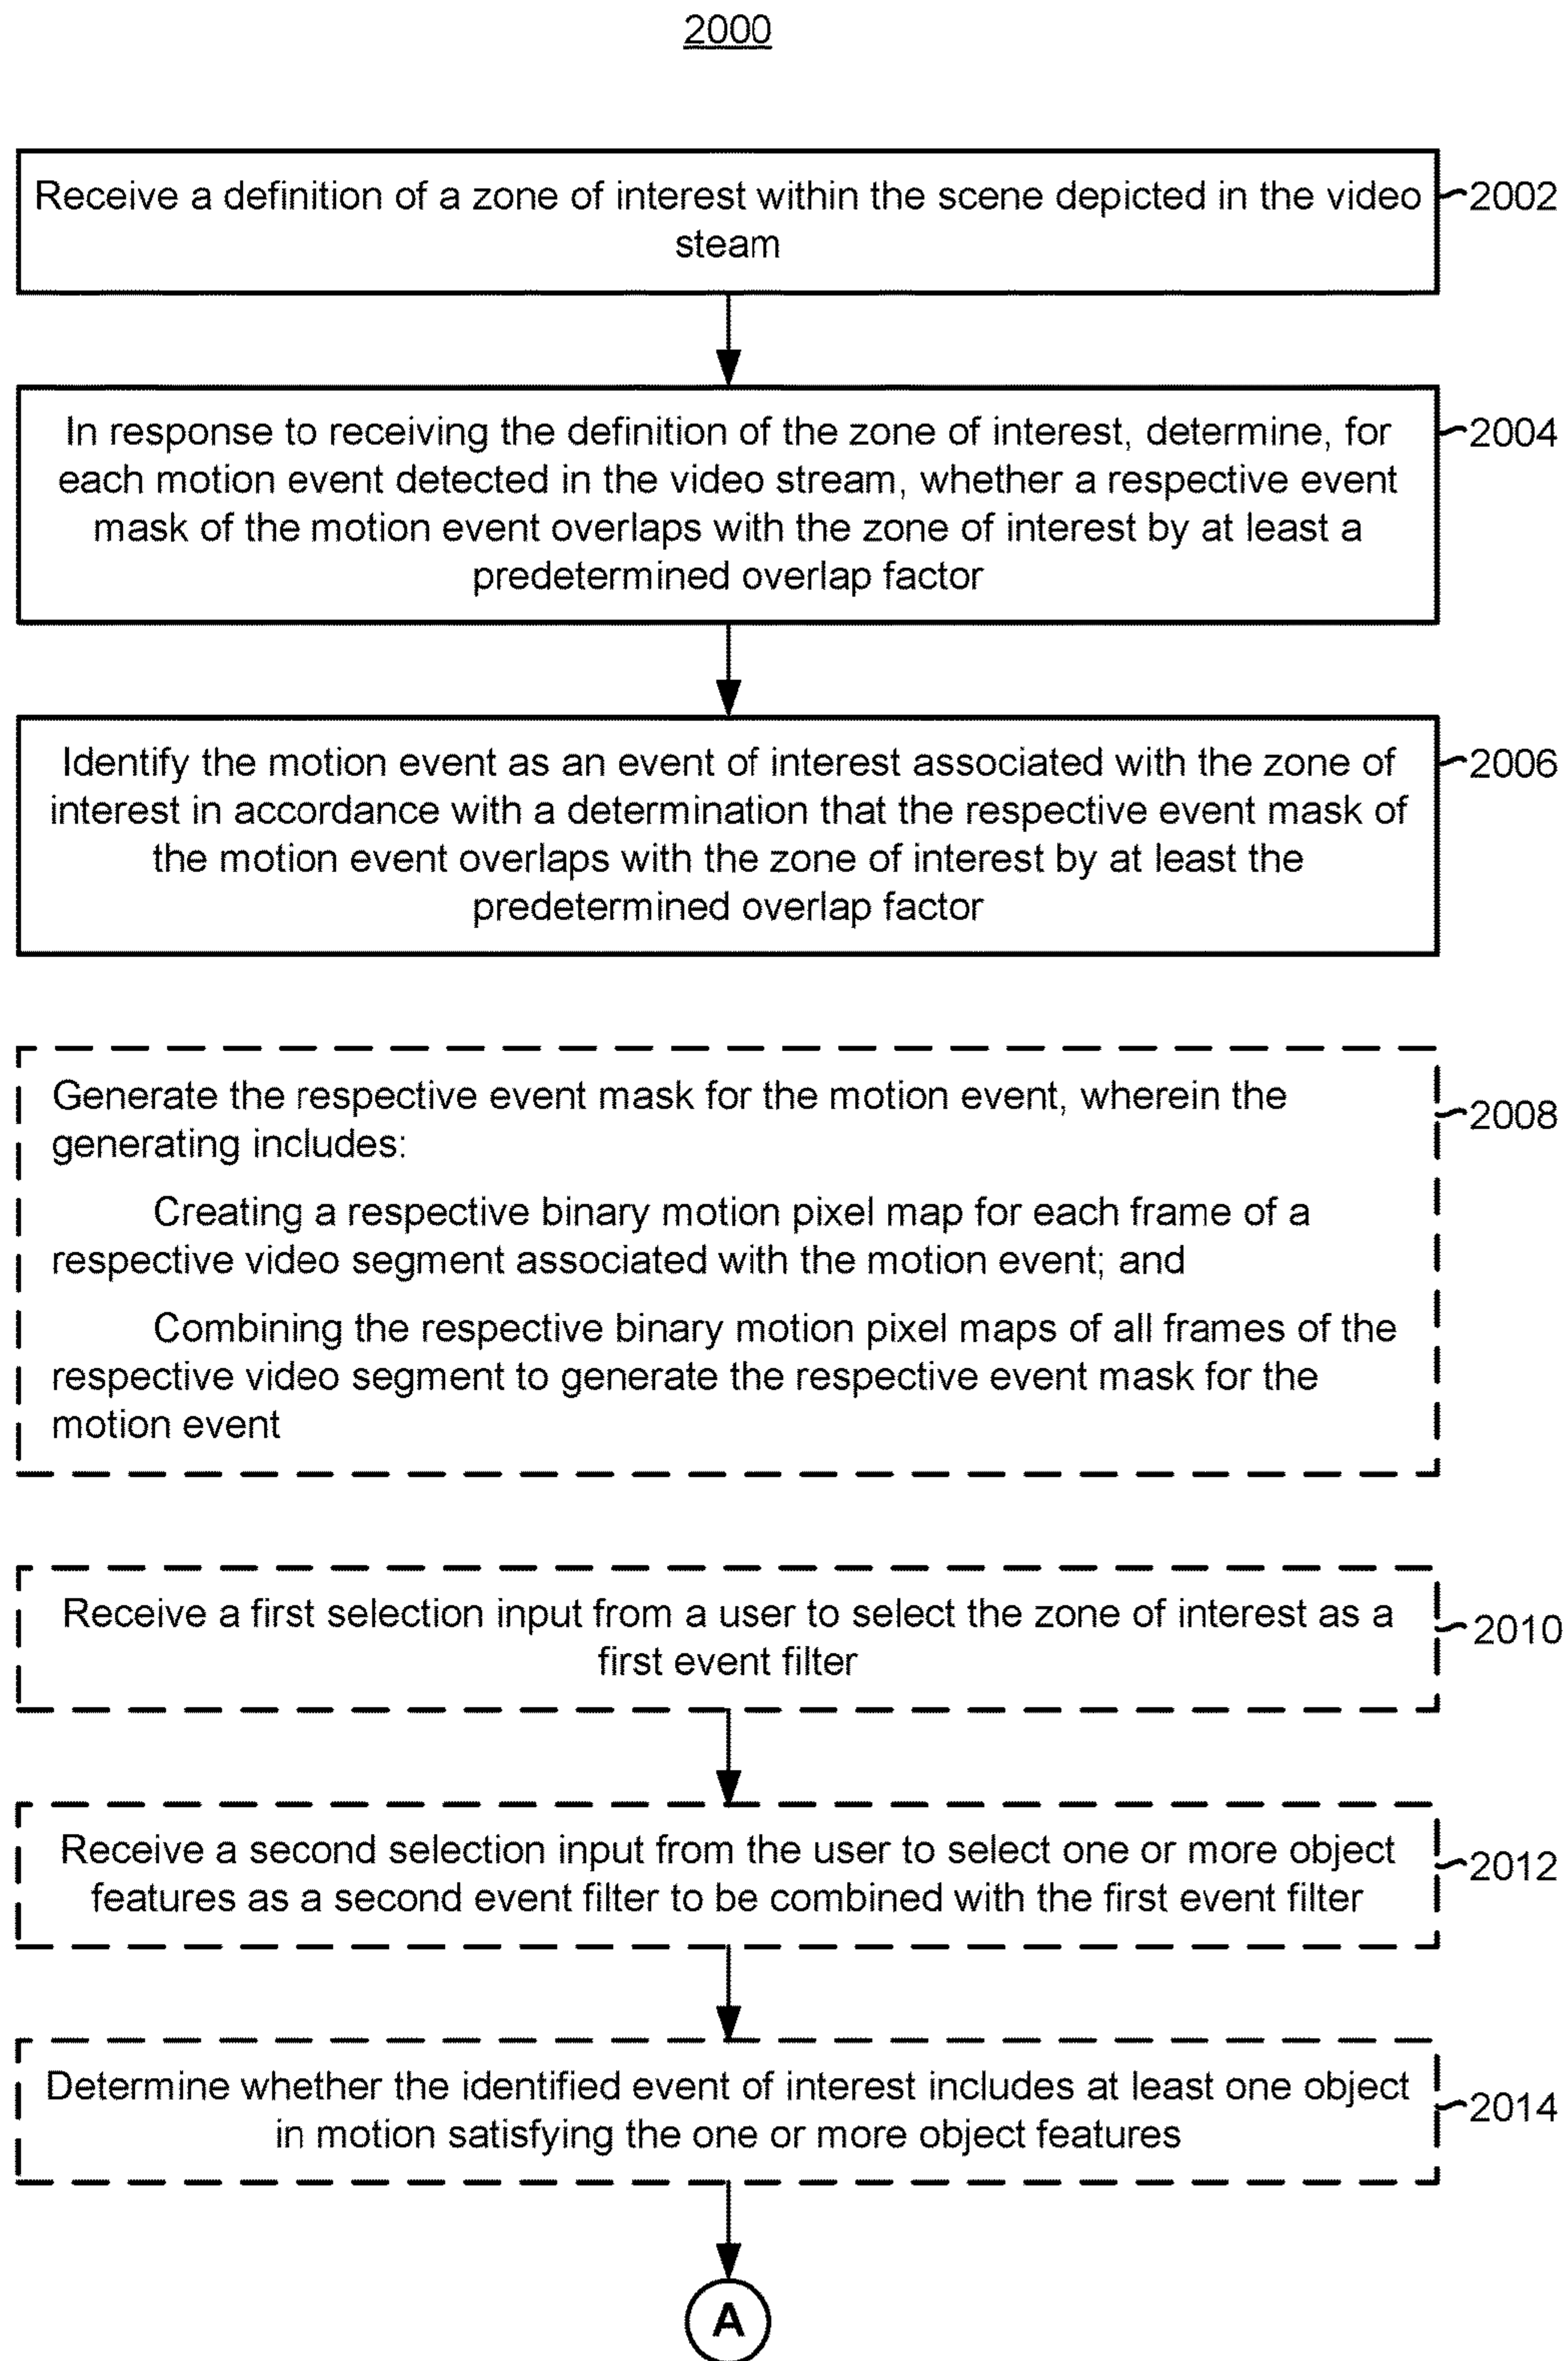 2000
Receive a definition of a zone of interest within the scene depicted in the video
steam
2002
In response to receiving the definition of the zone of interest, determine, for
each motion event detected in the video stream, whether a respective event
mask of the motion event overlaps with the zone of interest by at least a
predetermined overlap factor
2004
Identify the motion event as an event of interest associated with the zone of
interest in accordance with a determination that the respective event mask of
the motion event overlaps with the zone of interest by at least the
predetermined overlap factor
2006
Generate the respective event mask for the motion event, wherein the
generating includes:
Creating a respective binary motion pixel map for each frame of a
respective video segment associated with the motion event; and
Combining the respective binary motion pixel maps of all frames of the
respective video segment to generate the respective event mask for the
motion event
2008
Receive a first selection input from a user to select the zone of interest as a
first event filter
2010
Receive a second selection input from the user to select one or more object
features as a second event filter to be combined with the first event filter
2012
Determine whether the identified event of interest includes at least one object
in motion satisfying the one or more object features
2014
A